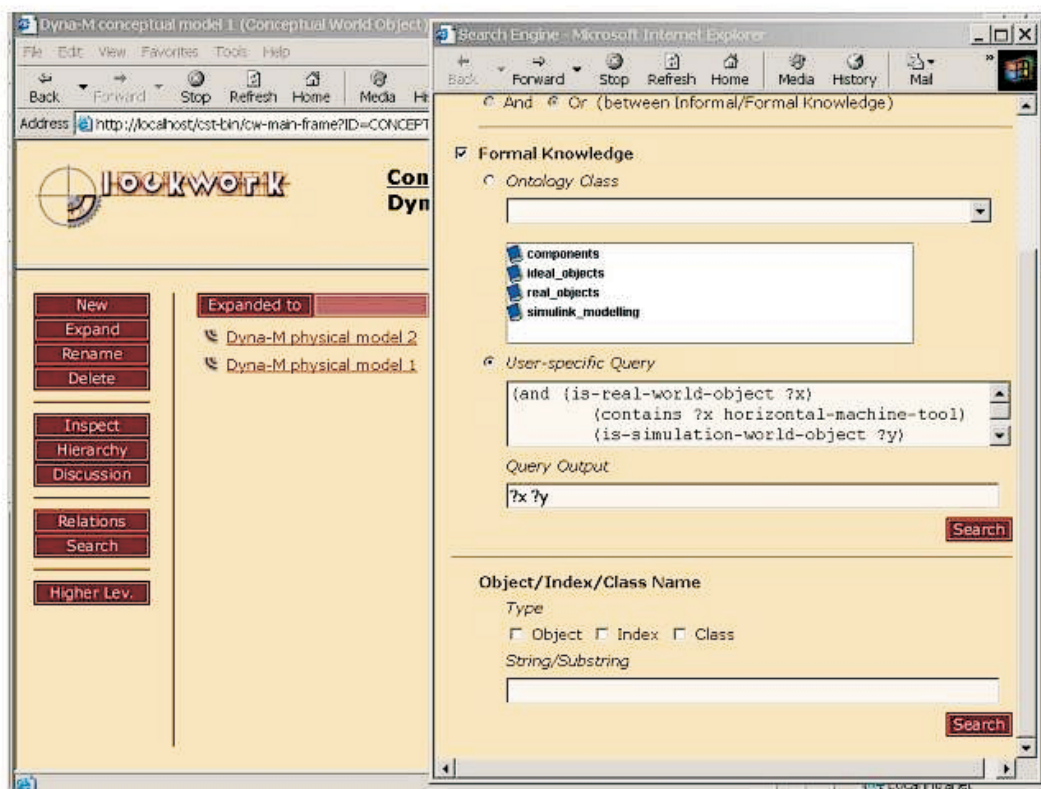 Dyna-M conceptual model 1 (Conceptual World Object)
File Edit View Favorites Tools Help
Back Forward Stop Refresh Home Media
Address http://localhost/cst-bin/cw-main-frame?ID=CONCEPT
lockwork
Con
Dyn
New
Expand
Rename
Delete
Inspect
Hierarchy
Discussion
Relations
Search
Higher Lev.
Expanded to
Dyna-M physical model 2
Dyna-M physical model 1
Search Engine - Microsoft Internet Explorer
Back Forward Stop Refresh Home Media History Mail »
And Or (between Informal/Formal Knowledge)
Formal Knowledge
Ontology Class
components
ideal_objects
real_objects
simulink_modelling
User-specific Query
(and (is-real-world-object ?x)
(contains ?x horizontal-machine-tool)
(is-simulation-world-object ?y)
Query Output
?x ?y
Search
Object/Index/Class Name
Type
Object Index Class
String/Substring
Search